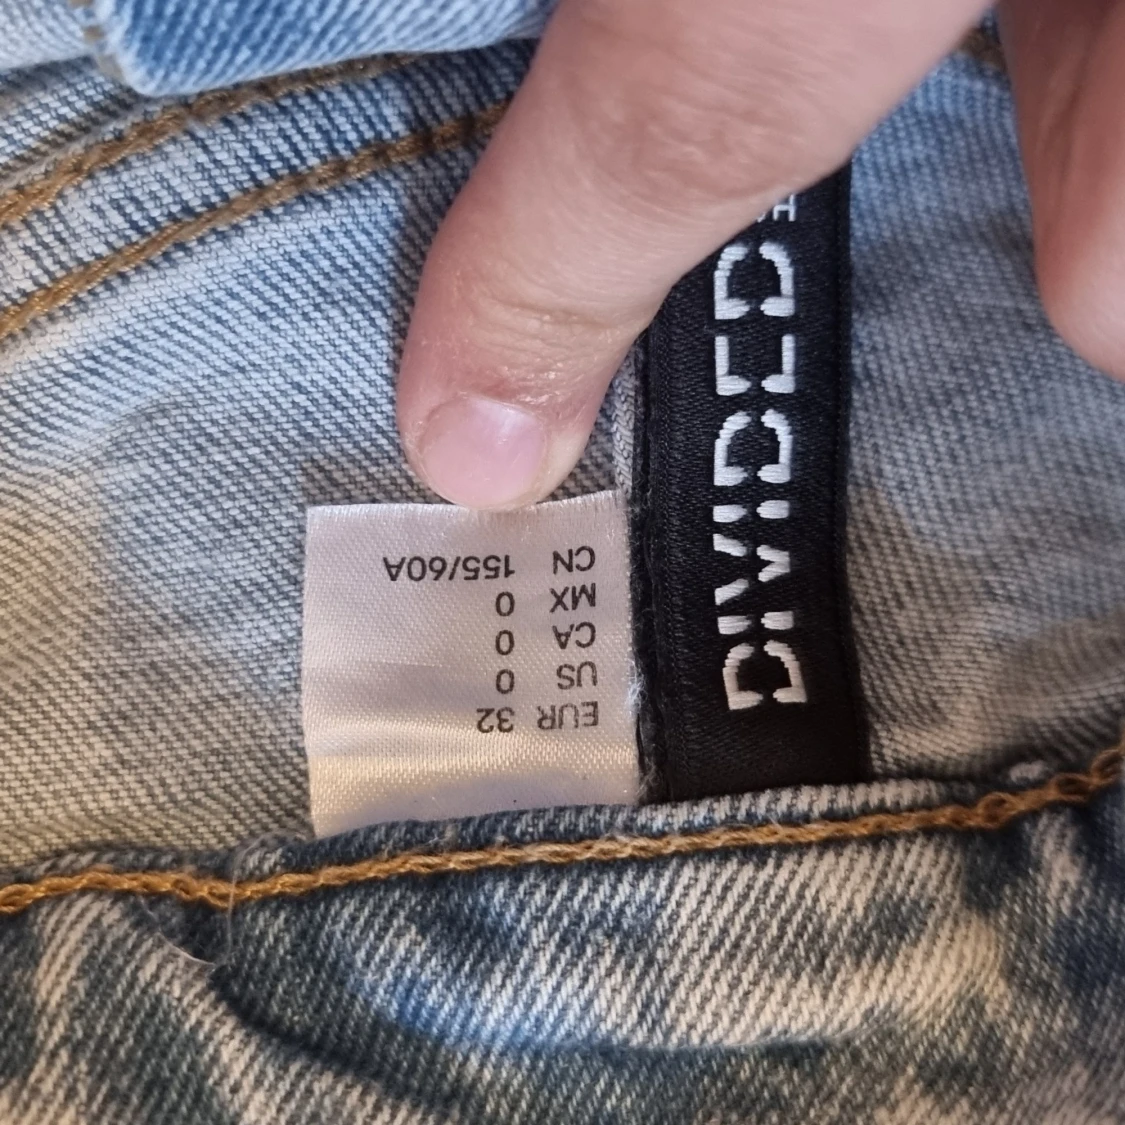 EUR 32
US 0
CA 0
MX 0
CN 155/60A
DIVIDED